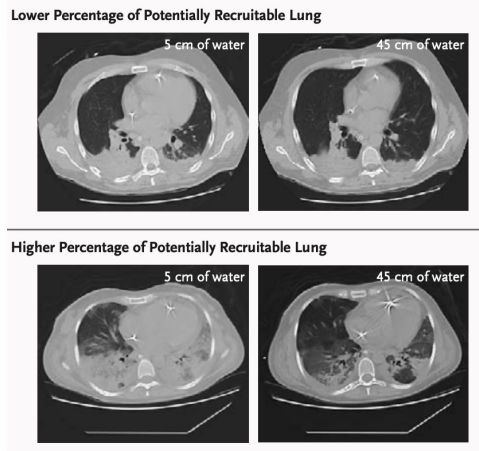 Lower Percentage of Potentially Recruitable Lung
5 cm of water
45 cm of water
Higher Percentage of Potentially Recruitable Lung
5 cm of water
45 cm of water